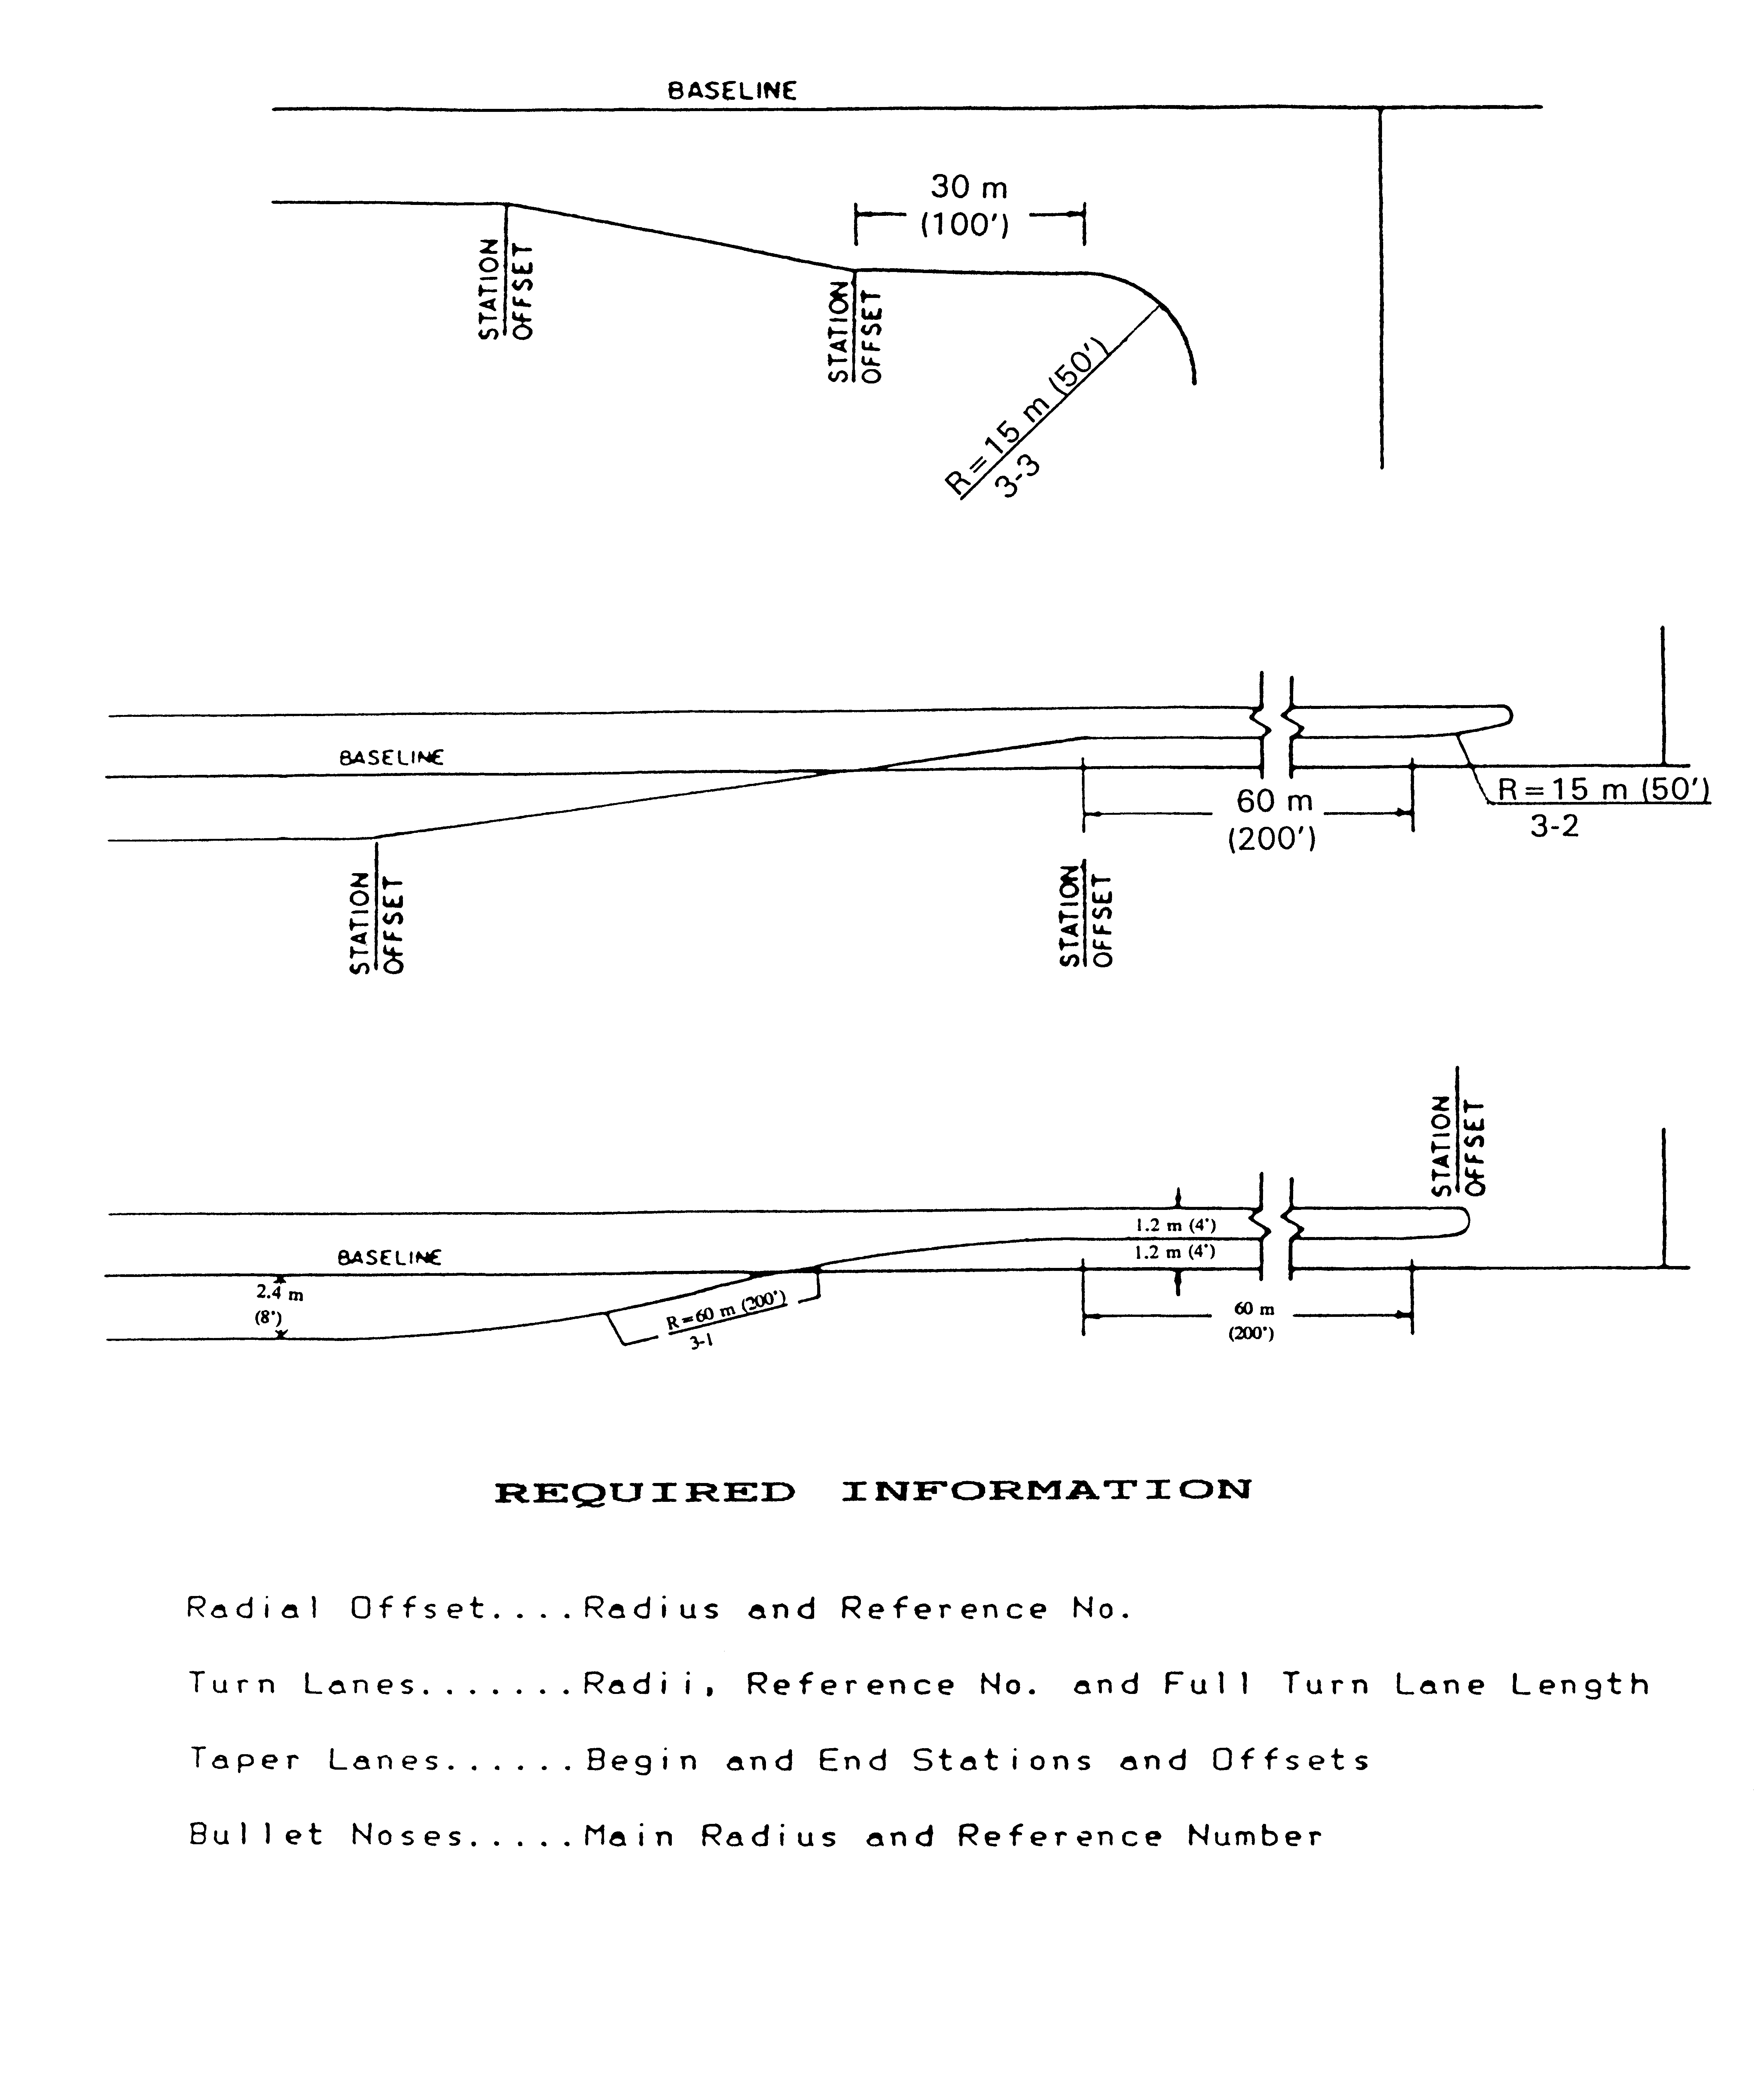 BASELINE
30 m
(100')
STATION
OFFSET
STATION
OFFSET
R=15 m (50')
3-3
BASELINE
60 m
(200')
R=15 m (50')
3-2
STATION
OFFSET
STATION
OFFSET
STATION
OFFSET
1.2 m (4')
BASELINE
1.2 m (4')
2.4 m
(8')
R=60 m (200')
3-1
60 m
(200')
REQUIRED INFORMATION
Radial Offset....Radius and Reference No.
Turn Lanes.......Radii, Reference No. and Full Turn Lane Length
Taper Lanes......Begin and End Stations and Offsets
Bullet Noses.....Main Radius and Reference Number